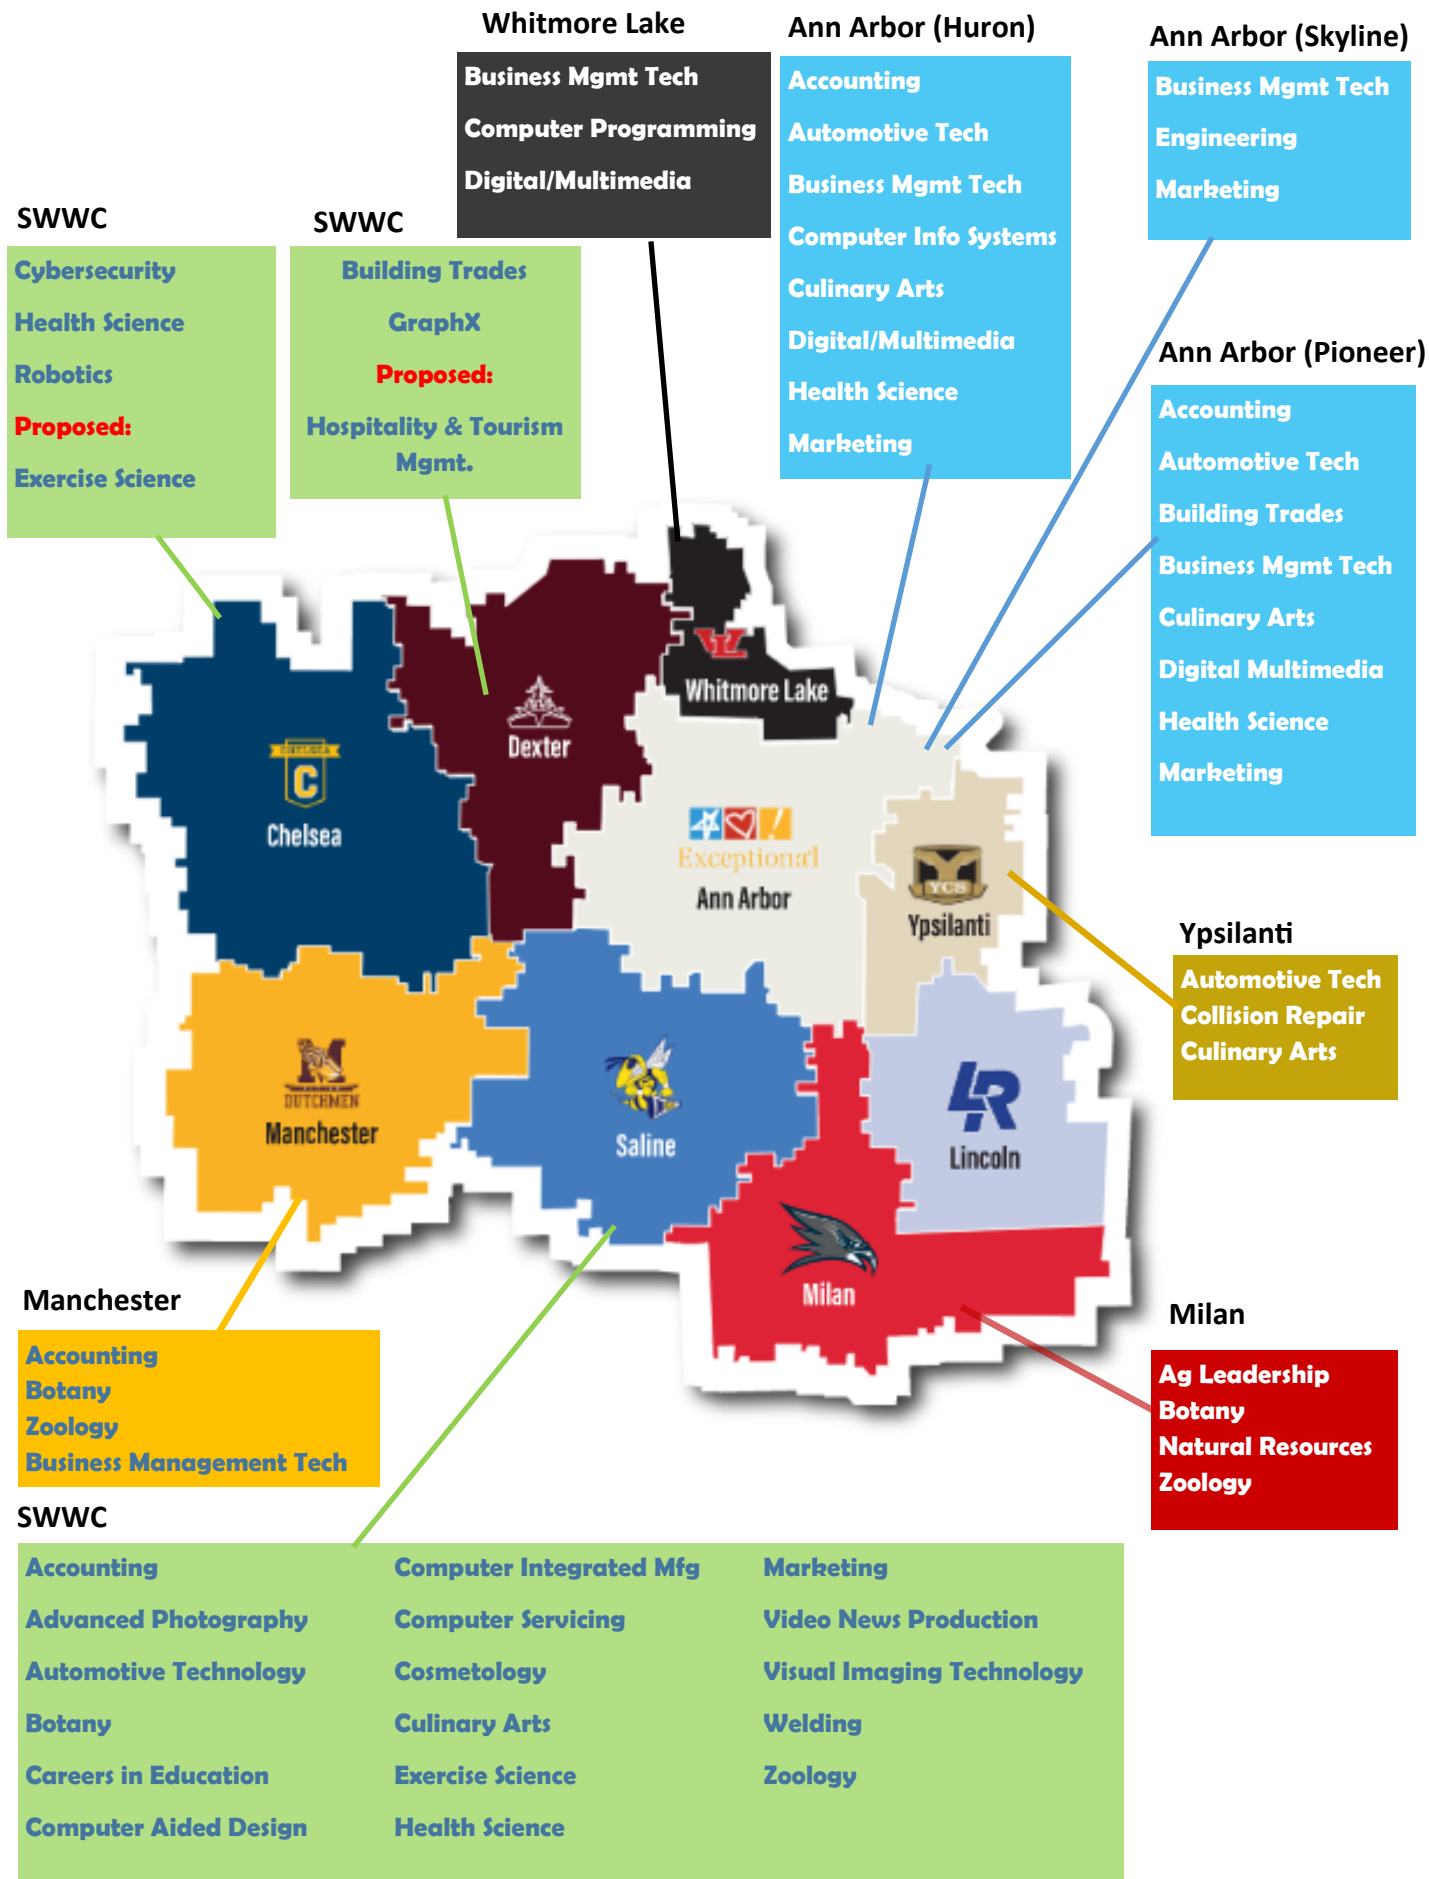 Whitmore Lake
Business Mgmt Tech
Computer Programming
Digital/Multimedia
Ann Arbor (Huron)
Accounting
Automotive Tech
Business Mgmt Tech
Computer Info Systems
Culinary Arts
Digital/Multimedia
Health Science
Marketing
Ann Arbor (Skyline)
Business Mgmt Tech
Engineering
Marketing
SWWC
Cybersecurity
Health Science
Robotics
Proposed:
Exercise Science
SWWC
Building Trades
GraphX
Proposed:
Hospitality & Tourism
Mgmt.
Ann Arbor (Pioneer)
Accounting
Automotive Tech
Building Trades
Business Mgmt Tech
Culinary Arts
Digital Multimedia
Health Science
Marketing
WL
Whitmore Lake
Dexter
CHELSEA
C
Chelsea
Exceptional
Ann Arbor
Y
YCS
Ypsilanti
Ypsilanti
Automotive Tech
Collision Repair
Culinary Arts
M
DUTCHMEN
Manchester
Saline
LR
Lincoln
Milan
Manchester
Accounting
Botany
Zoology
Business Management Tech
Milan
Ag Leadership
Botany
Natural Resources
Zoology
SWWC
Accounting
Advanced Photography
Automotive Technology
Botany
Careers in Education
Computer Aided Design
Computer Integrated Mfg
Computer Servicing
Cosmetology
Culinary Arts
Exercise Science
Health Science
Marketing
Video News Production
Visual Imaging Technology
Welding
Zoology